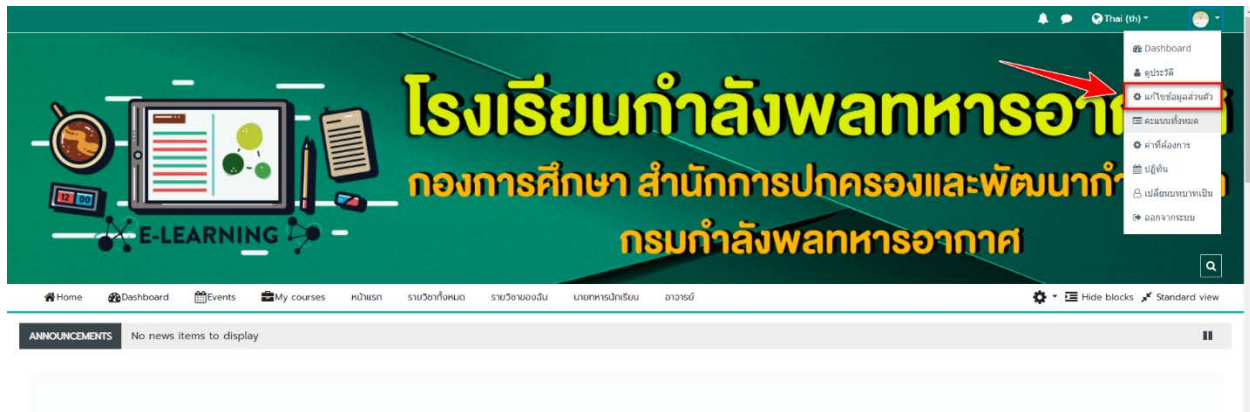 Thai (th)
Dashboard
ดูประวัติ
แก้ไขข้อมูลส่วนตัว
คะแนนทั้งหมด
ค่าที่ต้องการ
ปฏิทิน
เปลี่ยนบทบาทเป็น
ออกจากระบบ
โรงเรียนกำลังพลทหารอา
กองการศึกษา สำนักการปกครองและพัฒนากำ
กรมกำลังพลทหารอากาศ
12 00
E-LEARNING
Home Dashboard Events My courses หน้าแรก รายวิชาทั้งหมด รายวิชาของฉัน นายทหารนักเรียน อาจารย์ Hide blocks Standard view
ANNOUNCEMENTS No news items to display